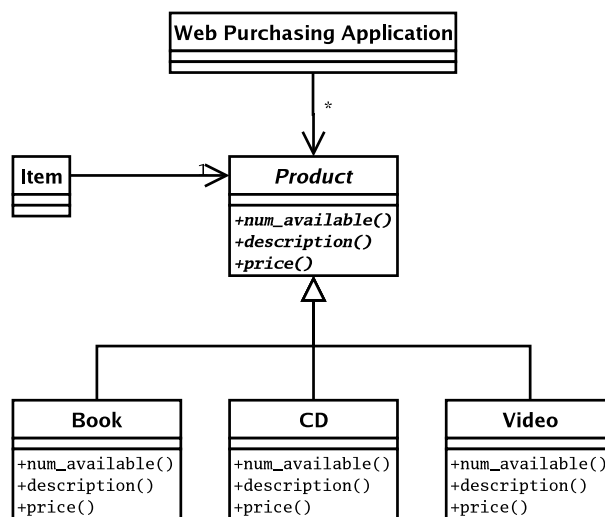 Web Purchasing Application
*
Item
1
Product
+num_available()
+description()
+price()
Book
+num_available()
+description()
+price()
CD
+num_available()
+description()
+price()
Video
+num_available()
+description()
+price()